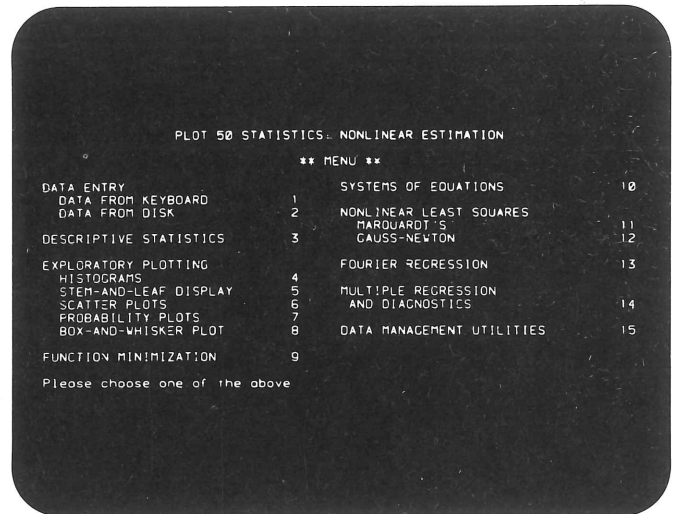 PLOT 50 STATISTICS: NONLINEAR ESTIMATION
** MENU **
DATA ENTRY
DATA FROM KEYBOARD 1
DATA FROM DISK 2
DESCRIPTIVE STATISTICS 3
EXPLORATORY PLOTTING
HISTOGRAMS 4
STEM-AND-LEAF DISPLAY 5
SCATTER PLOTS 6
PROBABILITY PLOTS 7
BOX-AND-WHISKER PLOT 8
FUNCTION MINIMIZATION 9
SYSTEMS OF EQUATIONS 10
NONLINEAR LEAST SQUARES
MARQUARDT'S 11
GAUSS-NEWTON 12
FOURIER REGRESSION 13
MULTIPLE REGRESSION
AND DIAGNOSTICS 14
DATA MANAGEMENT UTILITIES 15
Please choose one of the above